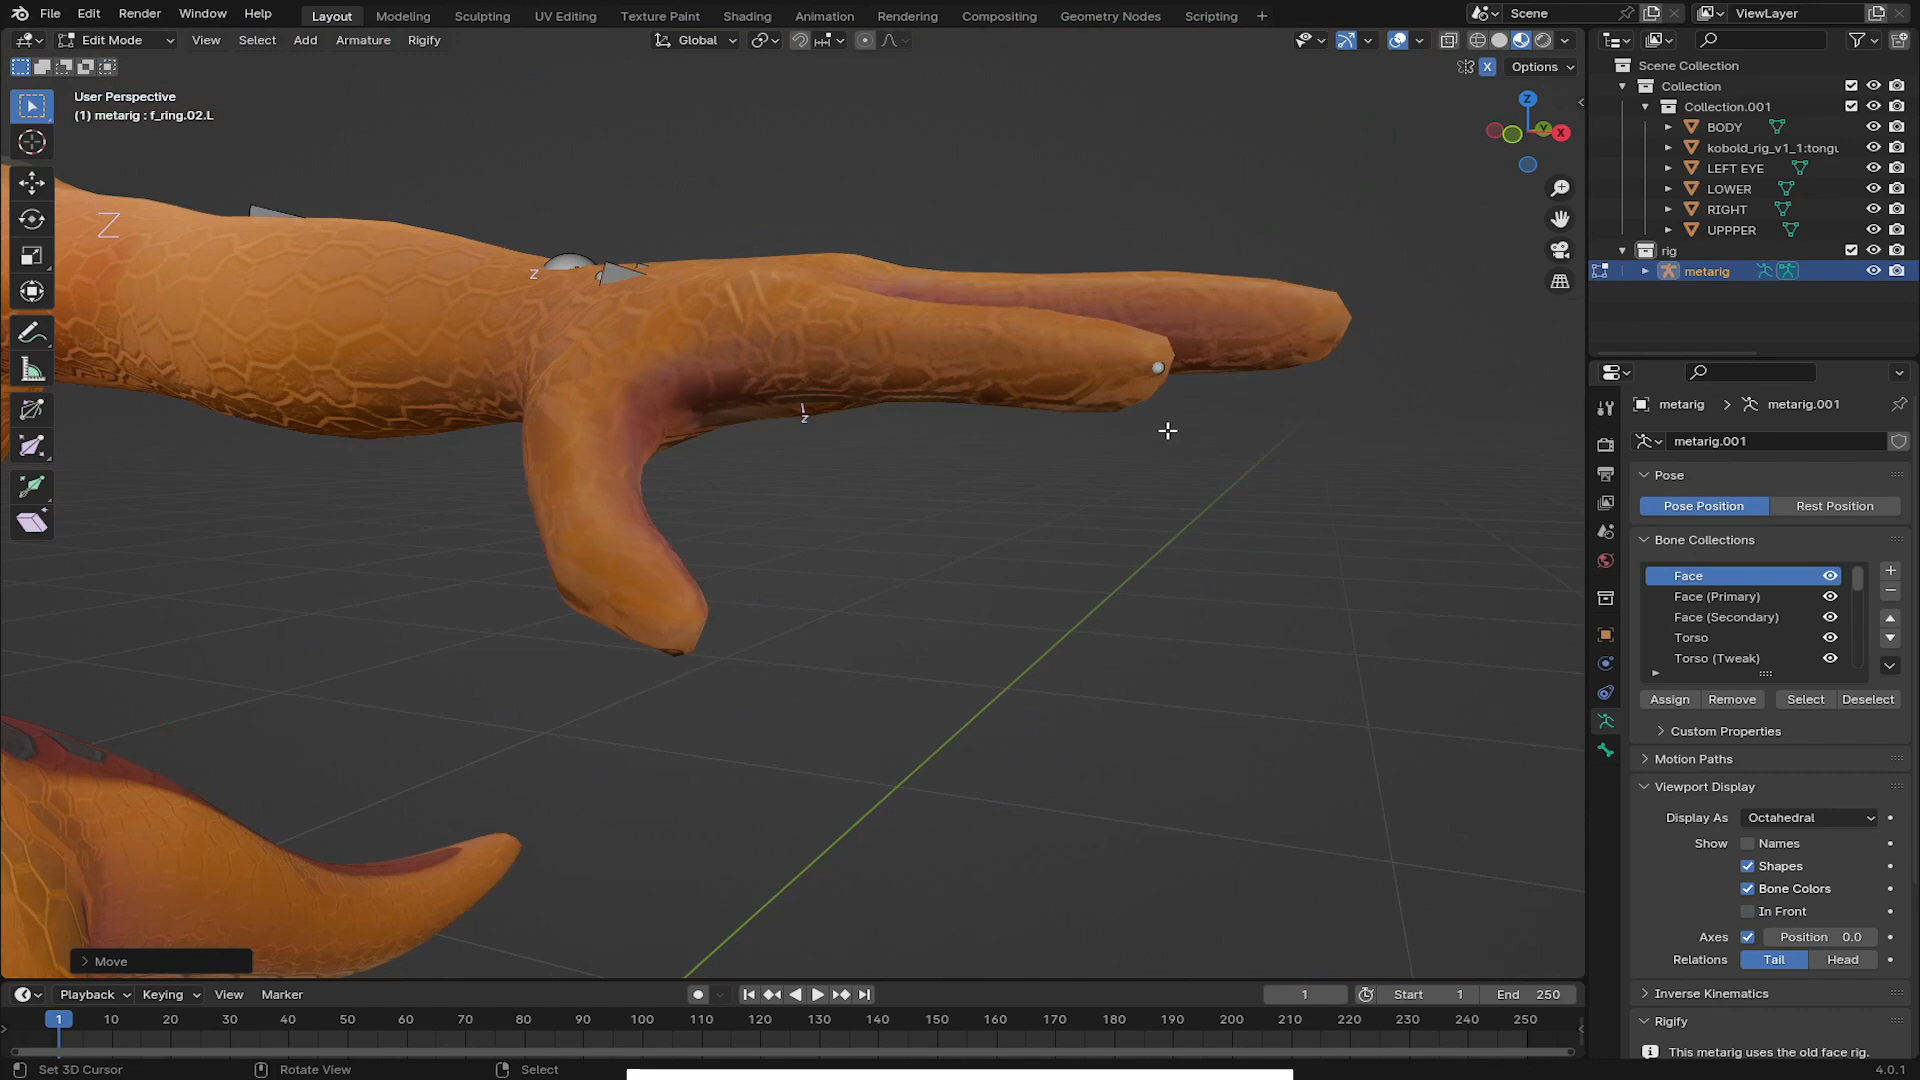 File Edit Render Window Help Layout Modeling Sculpting UV Editing Texture Paint Shading Animation Rendering Compositing Geometry Nodes Scripting + Scene ViewLayer
Edit Mode View Select Add Armature Rigify Global
X Options
User Perspective
(1) metarig : f_ring.02.L
Z
X
Z
z
z
Scene Collection
Collection
Collection.001
BODY
kobold_rig_v1_1:tongu
LEFT EYE
LOWER
RIGHT
UPPPER
rig
metarig
metarig > metarig.001
metarig.001
Pose
Pose Position Rest Position
Bone Collections
Face
Face (Primary)
Face (Secondary)
Torso
Torso (Tweak)
Assign Remove Select Deselect
Custom Properties
Motion Paths
Viewport Display
Display As Octahedral
Show Names
Shapes
Bone Colors
In Front
Axes Position 0.0
Relations Tail Head
Inverse Kinematics
Rigify
This metarig uses the old face rig.
> Move
Playback Keying View Marker 1 Start 1 End 250
1 10 20 30 40 50 60 70 80 90 100 110 120 130 140 150 160 170 180 190 200 210 220 230 240 250
Set 3D Cursor Rotate View Select 4.0.1